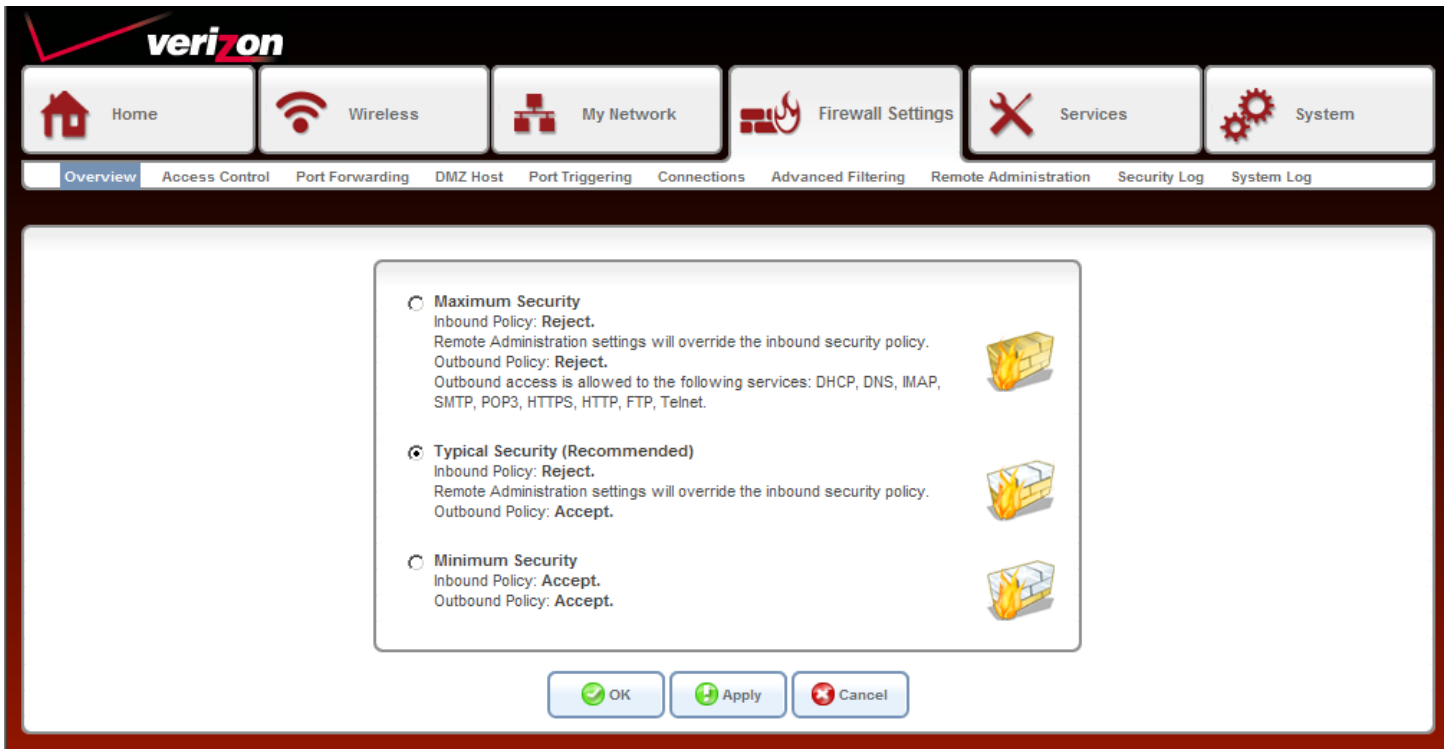 verizon
Home
Wireless
My Network
Firewall Settings
Services
System
Overview
Access Control
Port Forwarding
DMZ Host
Port Triggering
Connections
Advanced Filtering
Remote Administration
Security Log
System Log
Maximum Security
Inbound Policy: Reject.
Remote Administration settings will override the inbound security policy.
Outbound Policy: Reject.
Outbound access is allowed to the following services: DHCP, DNS, IMAP,
SMTP, POP3, HTTPS, HTTP, FTP, Telnet.
Typical Security (Recommended)
Inbound Policy: Reject.
Remote Administration settings will override the inbound security policy.
Outbound Policy: Accept.
Minimum Security
Inbound Policy: Accept.
Outbound Policy: Accept.
OK
Apply
Cancel